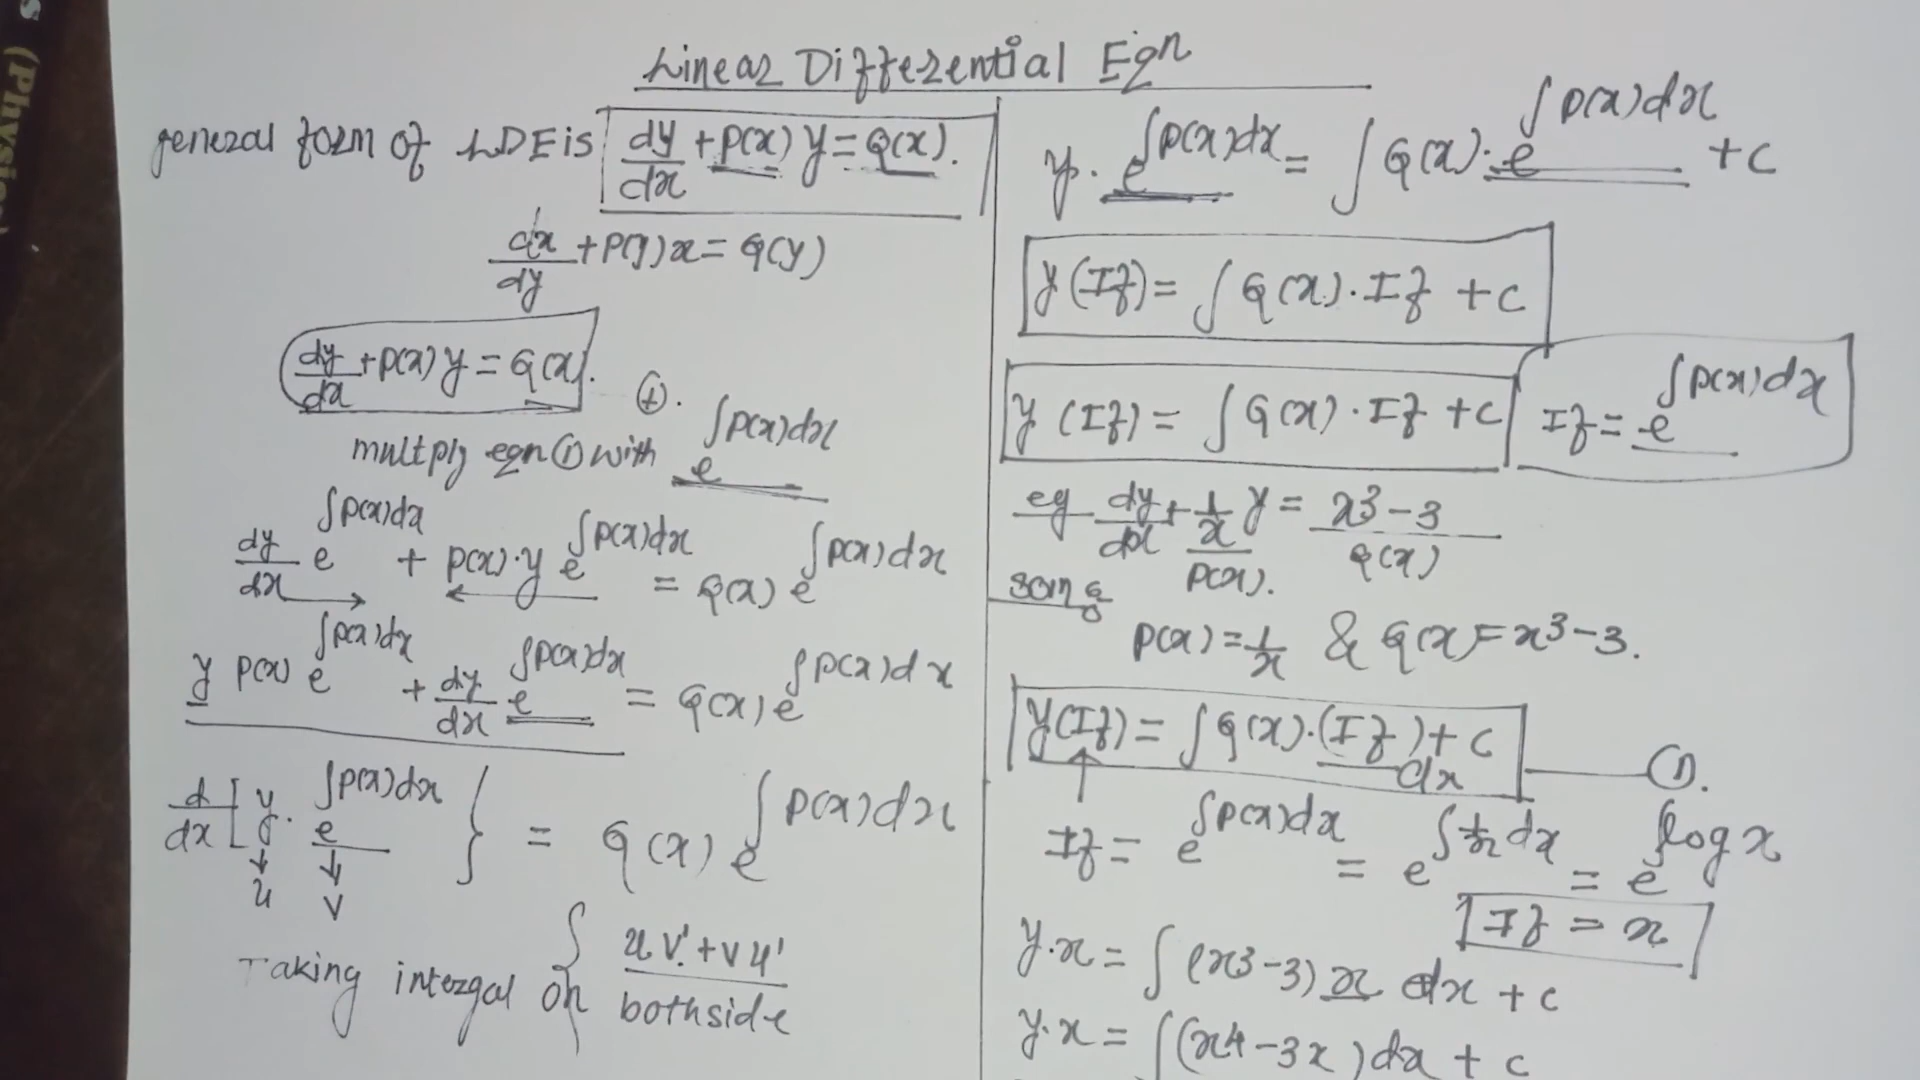 Linear Differential Eqn
general form of LDE is dy/dx + P(x) y = Q(x).
dx/dy + P(y) x = Q(y)
dy/dx + P(x) y = Q(x). ①.
multply eqn ① with e^∫P(x)dx
dy/dx e^∫P(x)dx + P(x)·y e^∫P(x)dx = Q(x) e^∫P(x)dx
y P(x) e^∫P(x)dx + dy/dx e^∫P(x)dx = Q(x) e^∫P(x)dx
d/dx [y. e^∫P(x)dx } = Q(x) e^∫P(x)dx
u v
∫ u v' + v u'
Taking integral on bothside
y. e^∫P(x)dx = ∫ Q(x). e^∫P(x)dx + c
y (If) = ∫ Q(x). If + c
y (If) = ∫ Q(x). If + c
If = e^∫P(x)dx
eg dy/dx + 1/x y = x3 - 3
P(x). Q(x)
P(x) = 1/x & Q(x = x3 - 3.
y(If) = ∫ Q(x).(If) + c ①.
dx
If = e^∫P(x)dx = e^∫1/x dx = e^log x
If = x
y.x = ∫ (x3 - 3) x dx + c
y.x = ∫ (x4 - 3x) dx + c
(Physics)